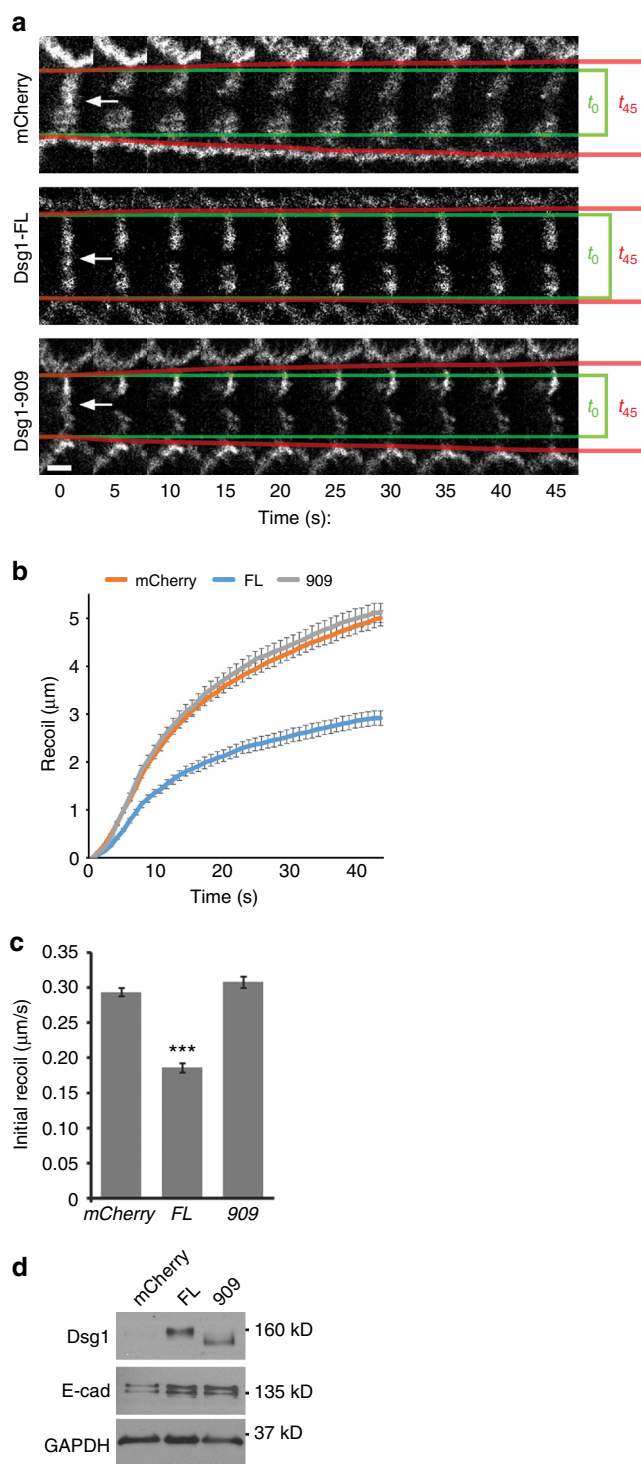 a
mCherry
t0 t45
Dsg1-FL
t0 t45
Dsg1-909
t0 t45
0 5 10 15 20 25 30 35 40 45
Time (s):
b
mCherry FL 909
5
4
3
2
1
0
Recoil (μm)
0 10 20 30 40
Time (s)
c
0.35
0.30
0.25
0.20
0.15
0.10
0.05
0
Initial recoil (μm/s)
***
mCherry FL 909
d
mCherry FL 909
Dsg1 160 kD
E-cad 135 kD
37 kD
GAPDH